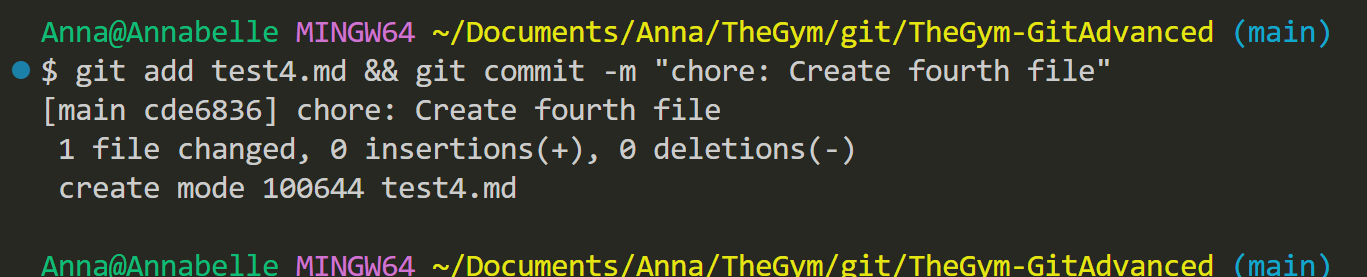 Anna@Annabelle MINGW64 ~/Documents/Anna/TheGym/git/TheGym-GitAdvanced (main)
$ git add test4.md && git commit -m "chore: Create fourth file"
[main cde6836] chore: Create fourth file
 1 file changed, 0 insertions(+), 0 deletions(-)
 create mode 100644 test4.md

Anna@Annabelle MINGW64 ~/Documents/Anna/TheGym/git/TheGym-GitAdvanced (main)